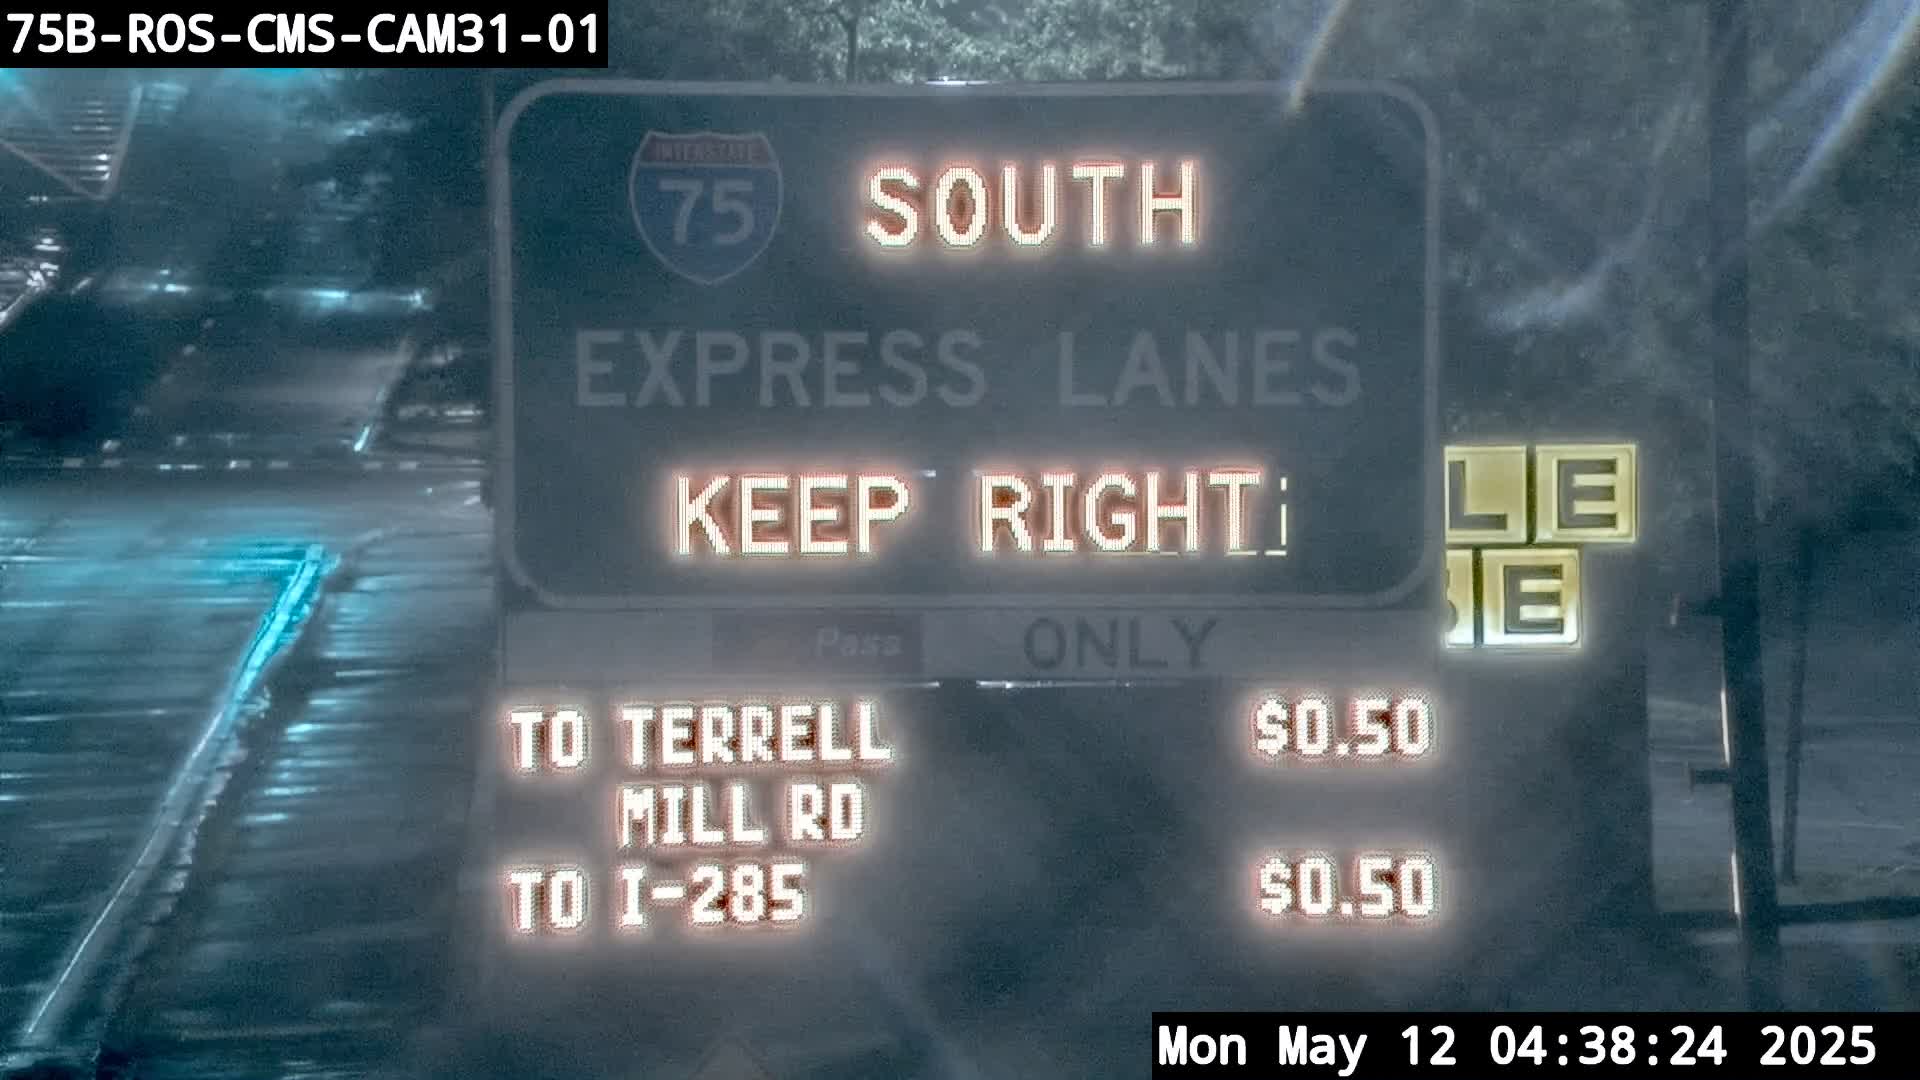 75B-ROS-CMS-CAM31-01
INTERSTATE
75
SOUTH
EXPRESS LANES
KEEP RIGHT
LE
E
Pass ONLY
TO TERRELL $0.50
MILL RD
TO I-285 $0.50
Mon May 12 04:38:24 2025